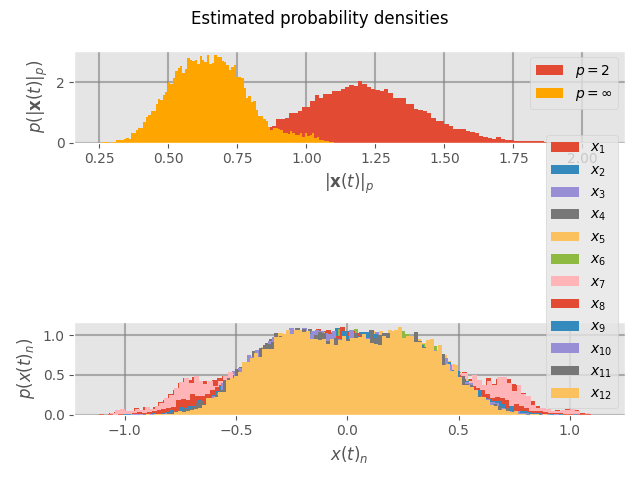 Estimated probability densities
p(|x(t)|ₚ)
2
0
p = 2
p = ∞
0.25 0.50 0.75 1.00 1.25 1.50 1.75 2.00
|x(t)|ₚ
x₁
x₂
x₃
x₄
x₅
x₆
x₇
x₈
x₉
x₁₀
x₁₁
x₁₂
p(x(t)ₙ)
1.0
0.5
0.0
−1.0 −0.5 0.0 0.5 1.0
x(t)ₙ